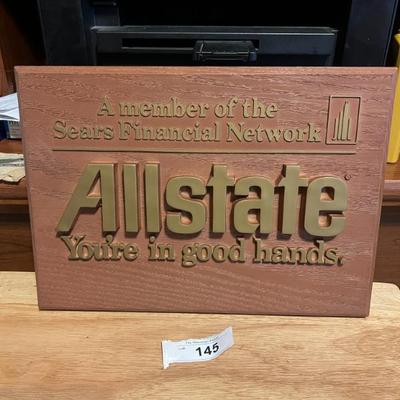 A member of the
Sears Financial Network
Allstate®
You're in good hands.
145